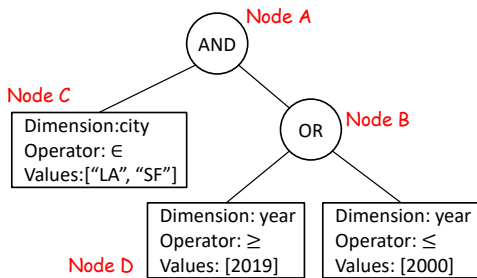 Node A
AND
Node C
Dimension:city
Operator: ∈
Values:[“LA”, “SF”]
Node B
OR
Node D
Dimension: year
Operator: ≥
Values: [2019]
Dimension: year
Operator: ≤
Values: [2000]